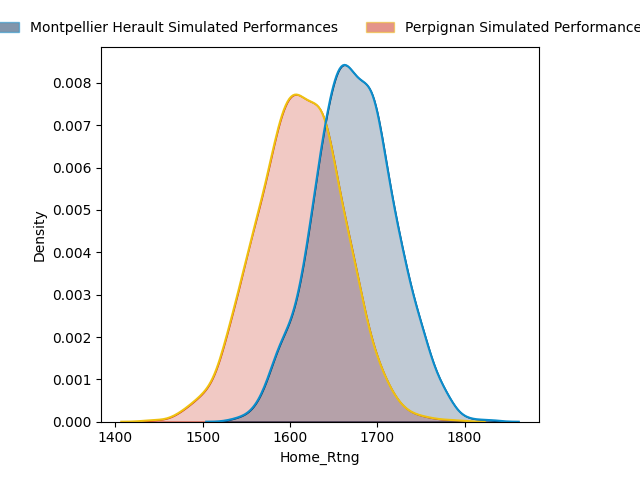 Montpellier Herault Simulated Performances Perpignan Simulated Performance
0.008
0.007
0.006
0.005
0.004
0.003
0.002
0.001
0.000
Density
1400 1500 1600 1700 1800
Home_Rtng